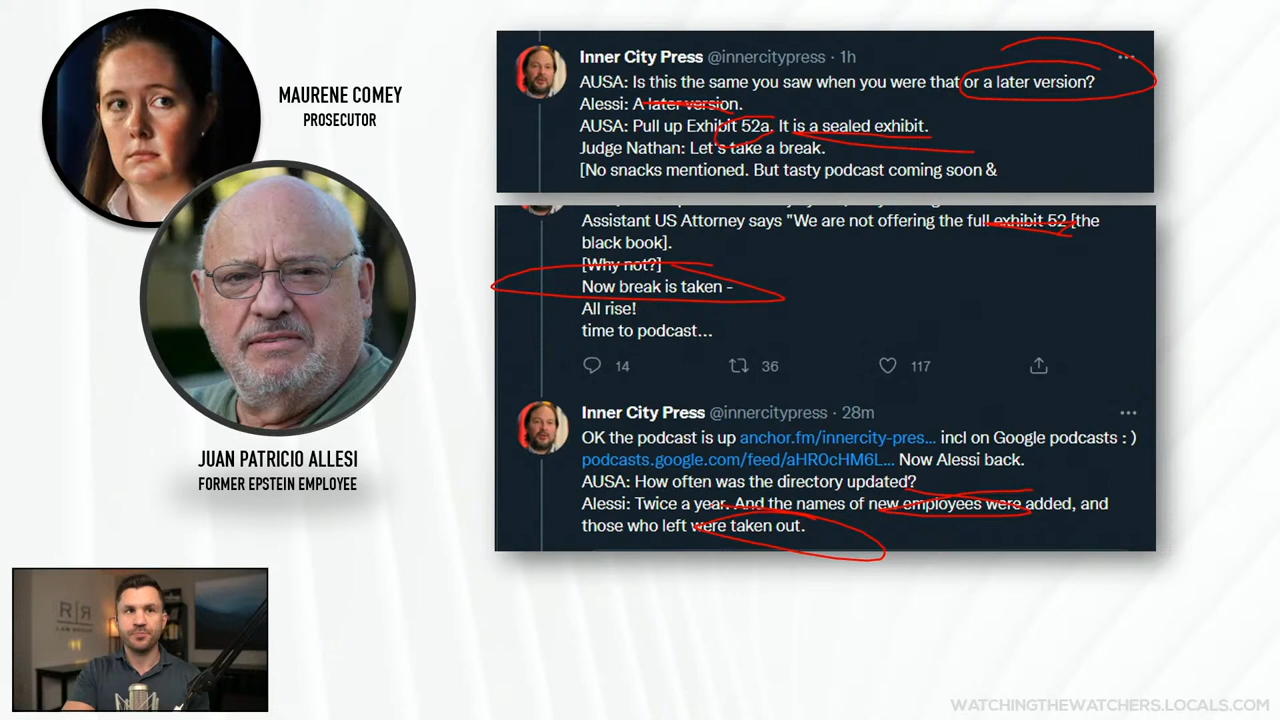 MAURENE COMEY
PROSECUTOR
JUAN PATRICIO ALLESI
FORMER EPSTEIN EMPLOYEE
Inner City Press @innercitypress · 1h
AUSA: Is this the same you saw when you were that or a later version?
Alessi: A later version.
AUSA: Pull up Exhibit 52a. It is a sealed exhibit.
Judge Nathan: Let's take a break.
[No snacks mentioned. But tasty podcast coming soon &
Assistant US Attorney says "We are not offering the full exhibit 52 [the
black book].
[Why not?]
Now break is taken -
All rise!
time to podcast...
14 36 117
Inner City Press @innercitypress · 28m
OK the podcast is up anchor.fm/innercity-pres... incl on Google podcasts : )
podcasts.google.com/feed/aHR0cHM6L... Now Alessi back.
AUSA: How often was the directory updated?
Alessi: Twice a year. And the names of new employees were added, and
those who left were taken out.
R|R
LAW GROUP
WATCHINGTHEWATCHERS.LOCALS.COM